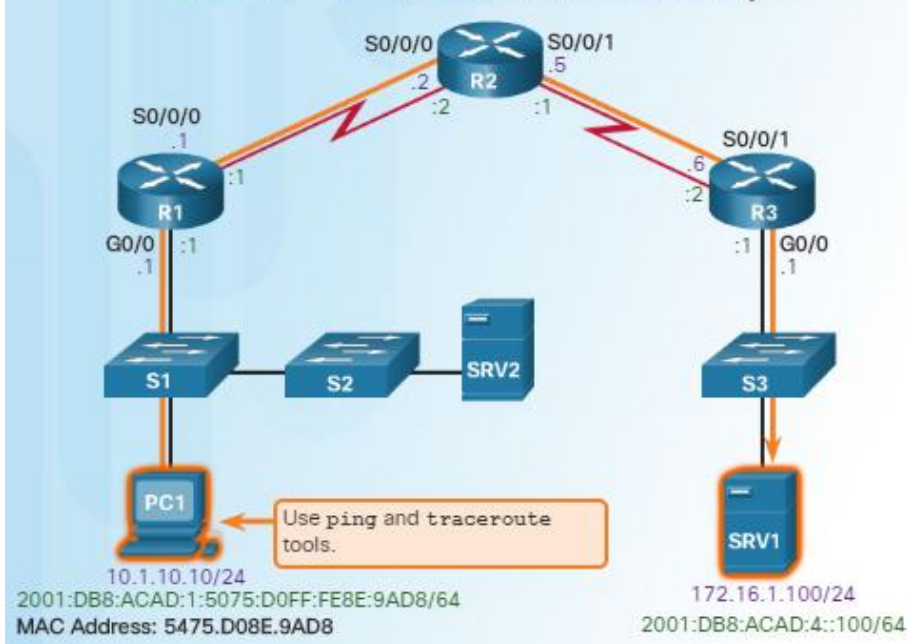 S0/0/0
S0/0/1
.2
R2
.5
:2
:1
S0/0/0
.1
:1
R1
S0/0/1
.6
:2
R3
G0/0
:1
.1
:1
G0/0
.1
S1
S2
SRV2
S3
PC1
Use ping and traceroute
tools.
SRV1
10.1.10.10/24
2001:DB8:ACAD:1:5075:D0FF:FE8E:9AD8/64
MAC Address: 5475.D08E.9AD8
172.16.1.100/24
2001:DB8:ACAD:4::100/64